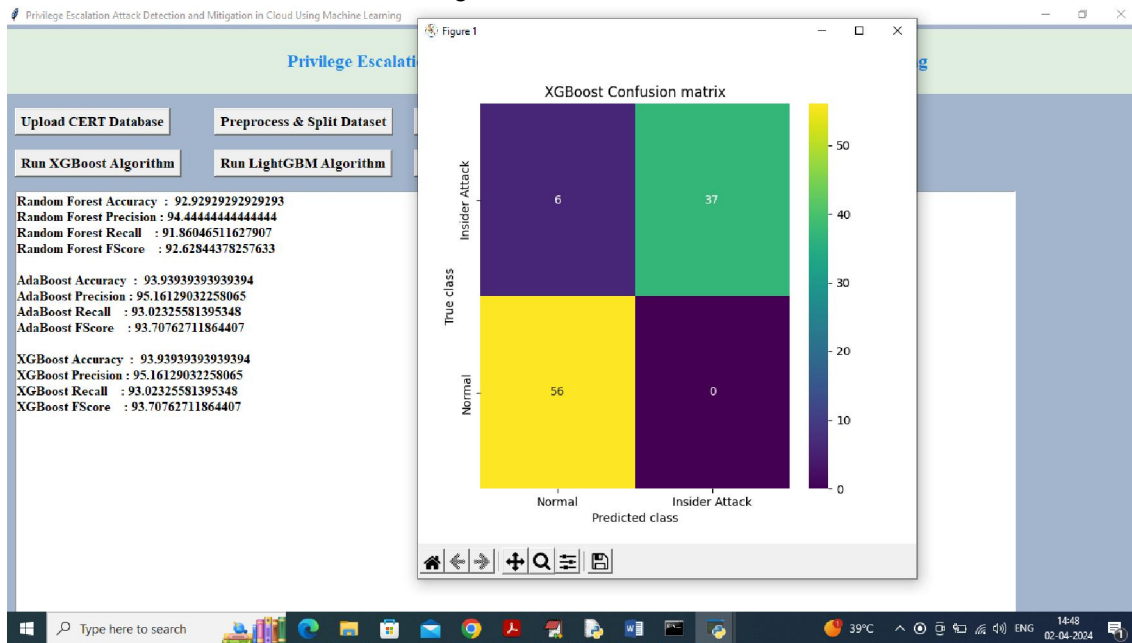 Privilege Escalation Attack Detection and Mitigation in Cloud Using Machine Learning
Figure 1
Privilege Escalati
g
Upload CERT Database
Preprocess & Split Dataset
Run XGBoost Algorithm
Run LightGBM Algorithm
Random Forest Accuracy : 92.92929292929293
Random Forest Precision : 94.44444444444444
Random Forest Recall : 91.86046511627907
Random Forest FScore : 92.62844378257633
AdaBoost Accuracy : 93.93939393939394
AdaBoost Precision : 95.16129032258065
AdaBoost Recall : 93.02325581395348
AdaBoost FScore : 93.70762711864407
XGBoost Accuracy : 93.93939393939394
XGBoost Precision : 95.16129032258065
XGBoost Recall : 93.02325581395348
XGBoost FScore : 93.70762711864407
XGBoost Confusion matrix
True class
Insider Attack
6
37
Normal
56
0
Normal
Insider Attack
Predicted class
50
40
30
20
10
0
Type here to search
39°C
ENG
14:48
02-04-2024